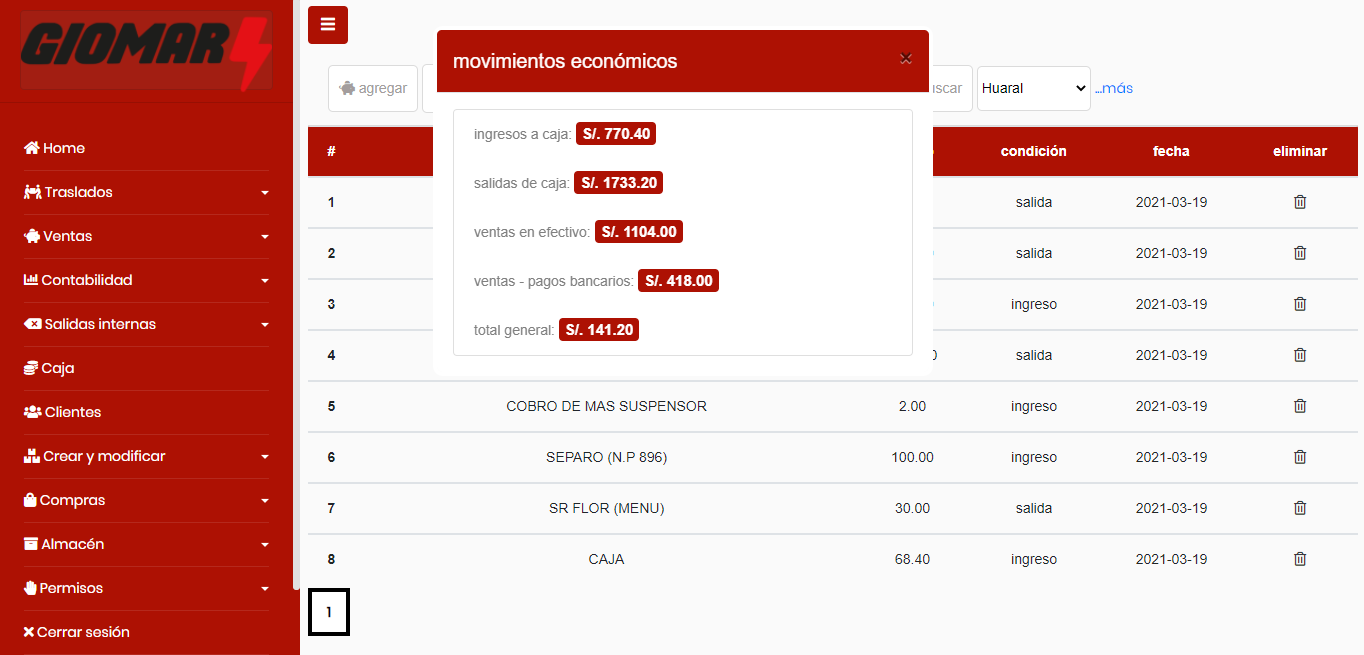 GIOMAR
Home
Traslados
Ventas
Contabilidad
Salidas internas
Caja
Clientes
Crear y modificar
Compras
Almacén
Permisos
Cerrar sesión
agregar
Huaral
...más
movimientos económicos
×
ingresos a caja: S/. 770.40
salidas de caja: S/. 1733.20
ventas en efectivo: S/. 1104.00
ventas - pagos bancarios: S/. 418.00
total general: S/. 141.20
# condición fecha eliminar
1 salida 2021-03-19
2 salida 2021-03-19
3 ingreso 2021-03-19
4 salida 2021-03-19
5 COBRO DE MAS SUSPENSOR 2.00 ingreso 2021-03-19
6 SEPARO (N.P 896) 100.00 ingreso 2021-03-19
7 SR FLOR (MENU) 30.00 salida 2021-03-19
8 CAJA 68.40 ingreso 2021-03-19
1